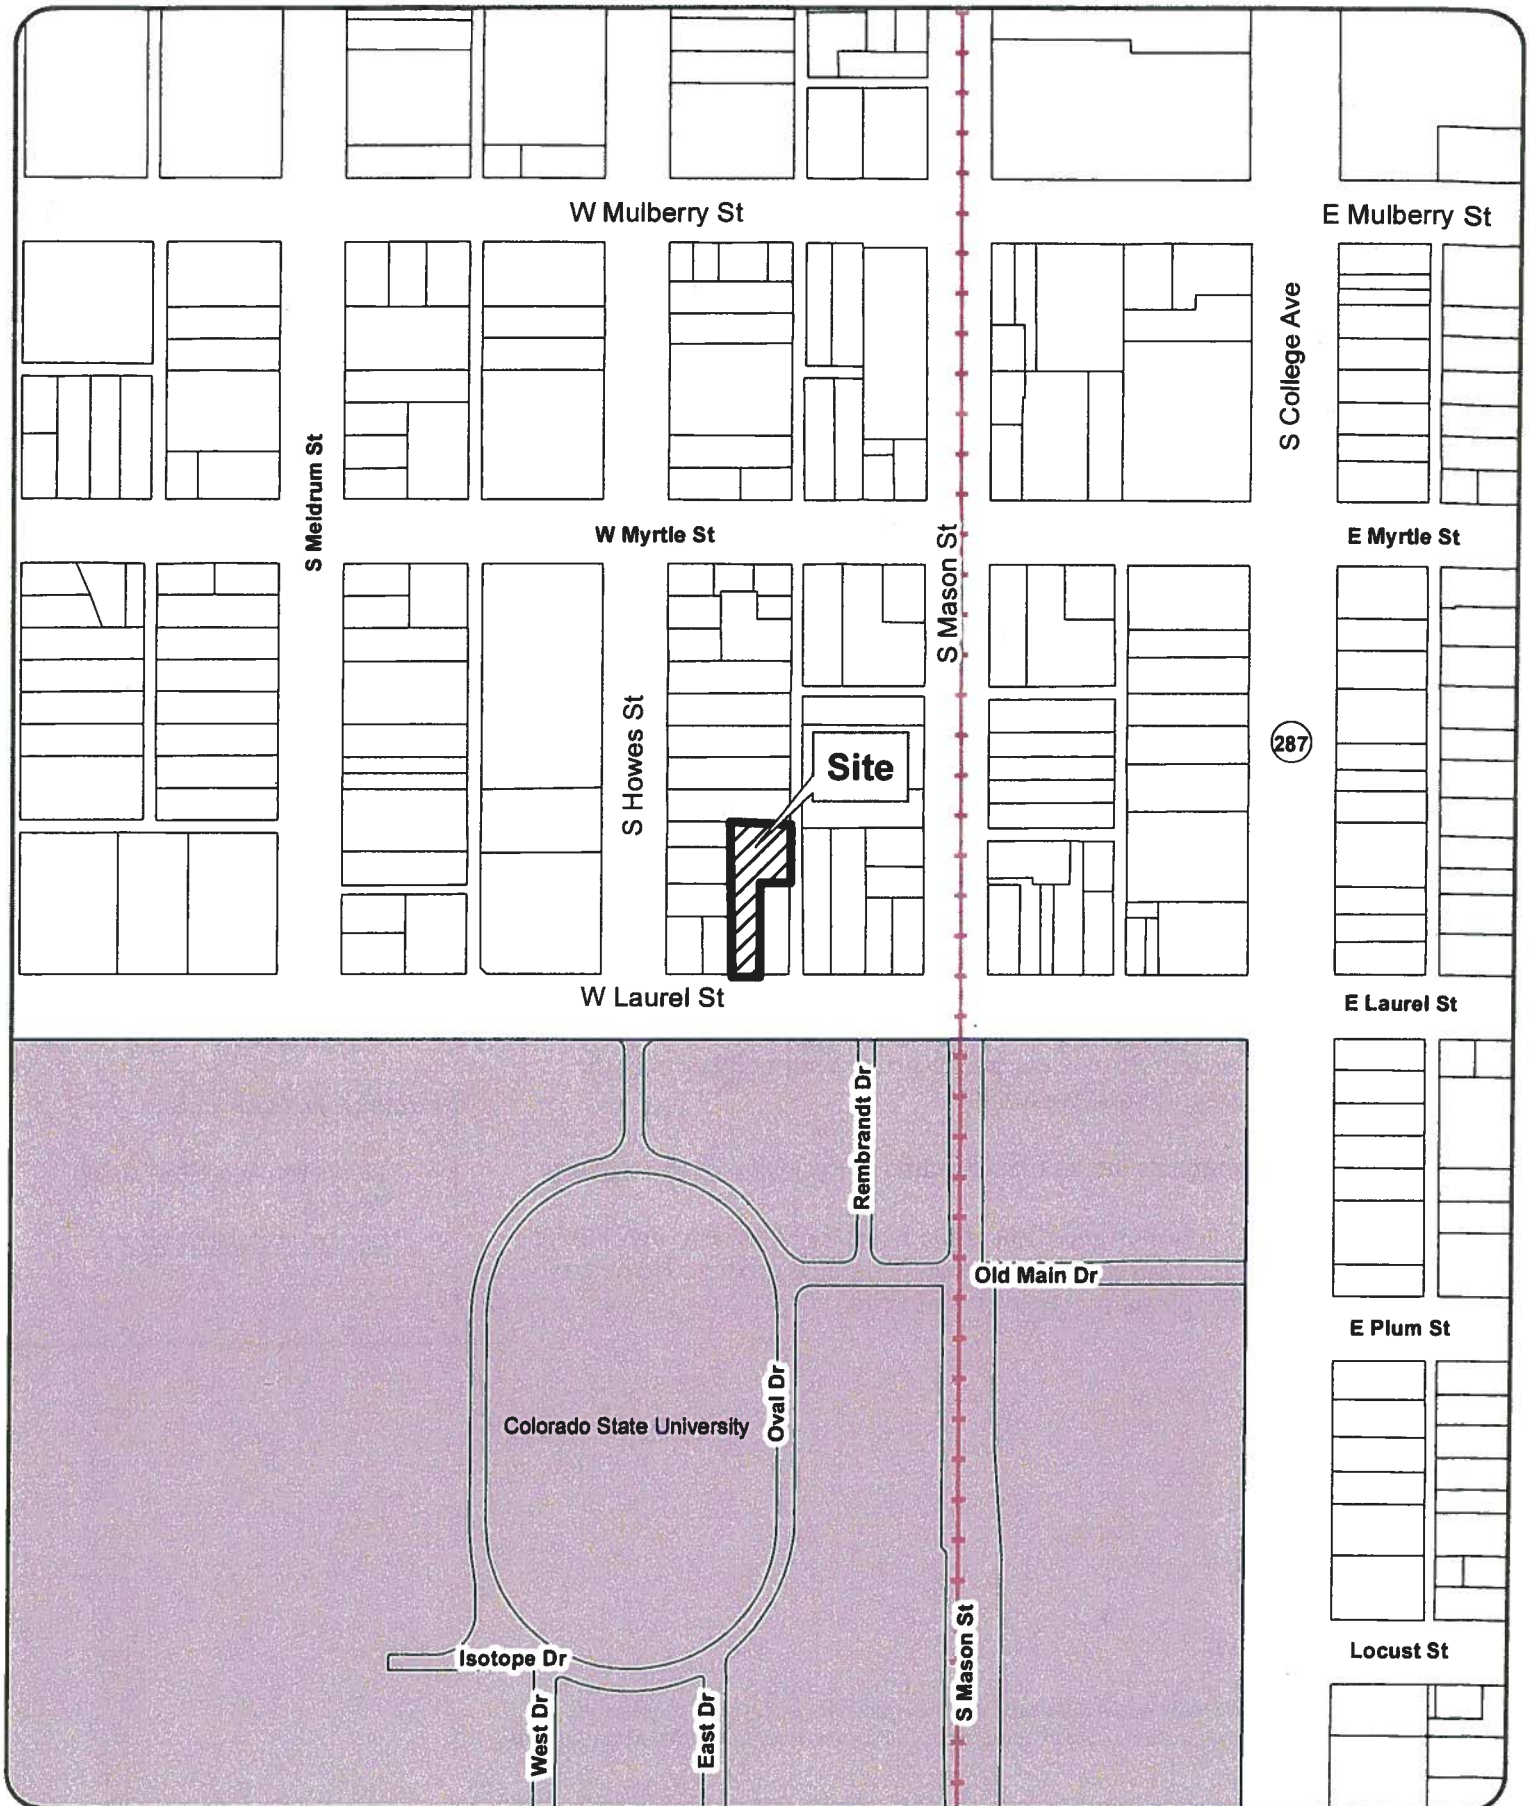 W Mulberry St
E Mulberry St
S College Ave
S Meldrum St
W Myrtle St
E Myrtle St
S Mason St
S Howes St
287
Site
W Laurel St
E Laurel St
Rembrandt Dr
Old Main Dr
E Plum St
Oval Dr
Colorado State University
Isotope Dr
S Mason St
Locust St
West Dr
East Dr